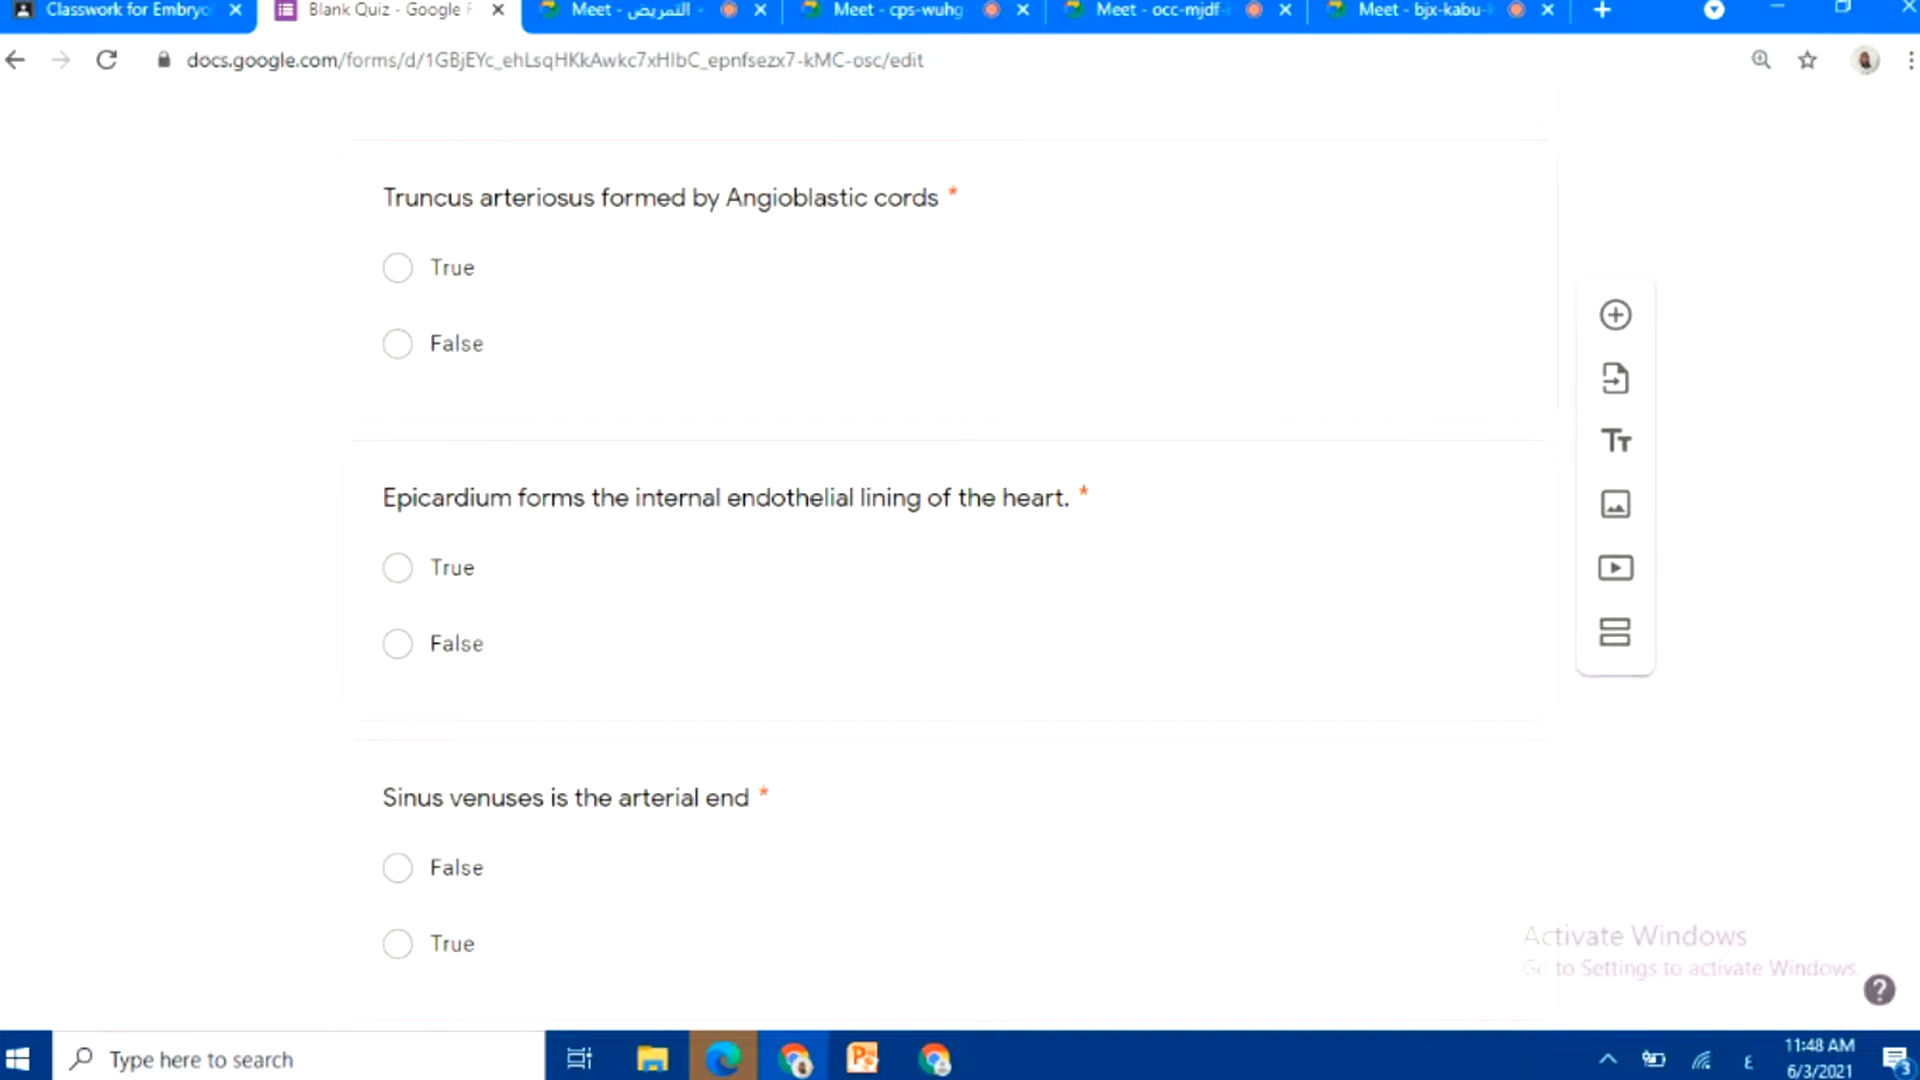 Classwork for Embryo
Blank Quiz - Google F
Meet - التمريض -
Meet - cps-wuhg
Meet - occ-mjdf-
Meet - bjx-kabu-
docs.google.com/forms/d/1GBjEYc_ehLsqHKkAwkc7xHIbC_epnfsezx7-kMC-osc/edit
Truncus arteriosus formed by Angioblastic cords *
True
False
Epicardium forms the internal endothelial lining of the heart. *
True
False
Sinus venuses is the arterial end *
False
True
Activate Windows
Go to Settings to activate Windows.
Type here to search
ع
11:48 AM
6/3/2021
3